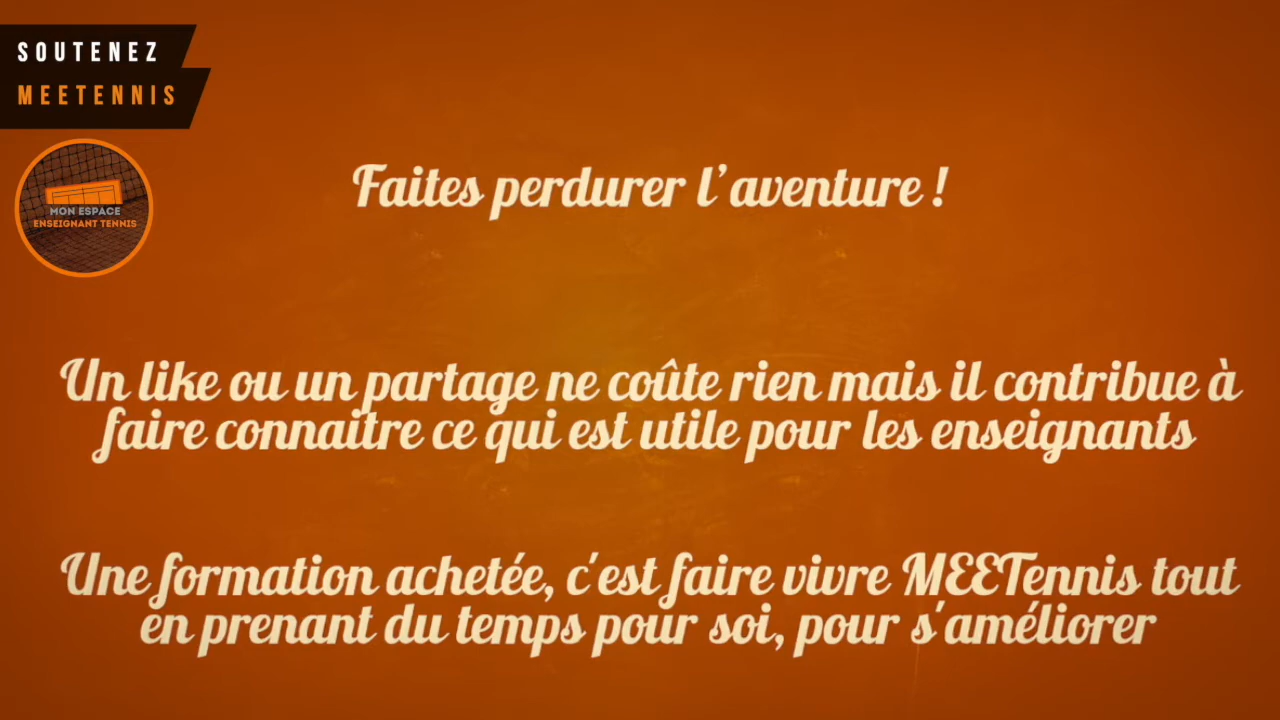 SOUTENEZ
MEETENNIS
MON ESPACE
ENSEIGNANT TENNIS
Faites perdurer l’aventure !
Un like ou un partage ne coûte rien mais il contribue à
faire connaitre ce qui est utile pour les enseignants
Une formation achetée, c'est faire vivre MEETennis tout
en prenant du temps pour soi, pour s'améliorer